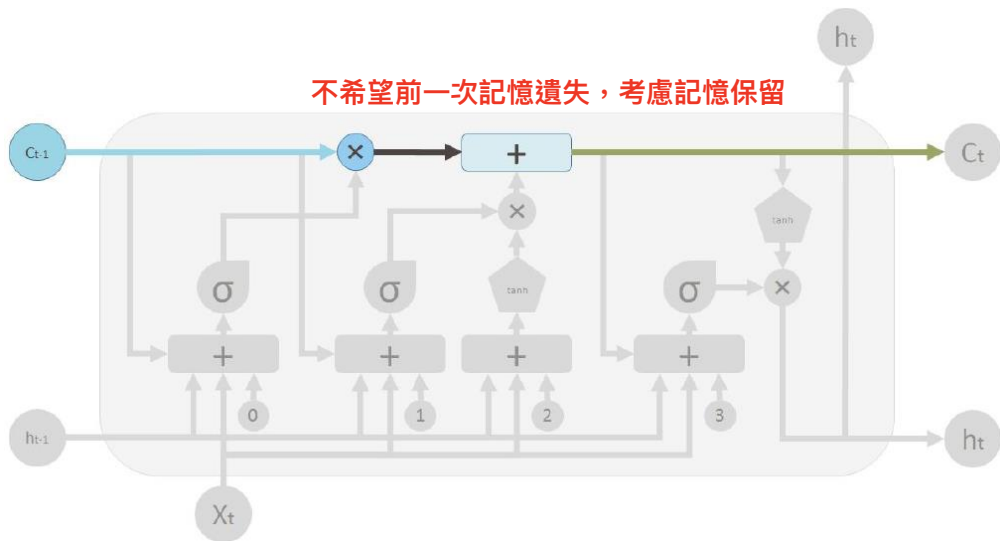 ht
不希望前一次記憶遺失，考慮記憶保留
Ct-1
×
+
Ct
×
tanh
σ
σ
tanh
σ
×
+
+
+
+
0
1
2
3
ht-1
ht
Xt